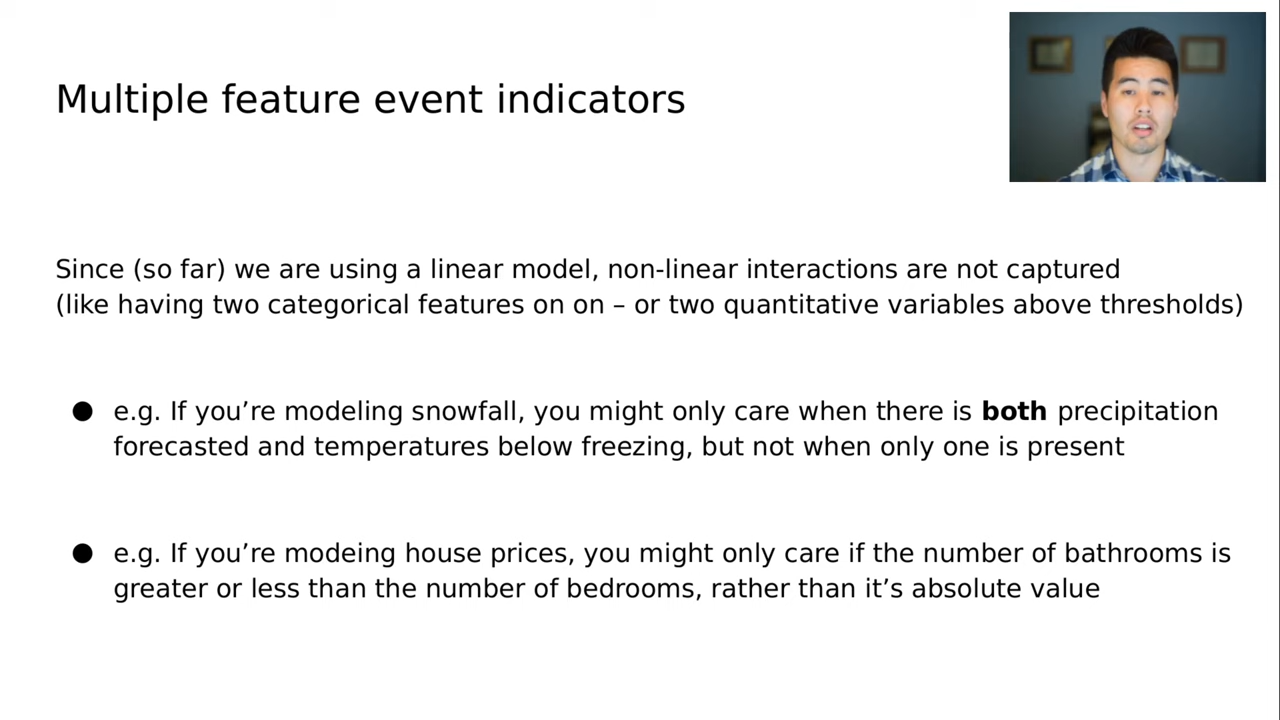 Multiple feature event indicators
Since (so far) we are using a linear model, non-linear interactions are not captured
(like having two categorical features on on – or two quantitative variables above thresholds)
● e.g. If you’re modeling snowfall, you might only care when there is both precipitation
forecasted and temperatures below freezing, but not when only one is present
● e.g. If you’re modeing house prices, you might only care if the number of bathrooms is
greater or less than the number of bedrooms, rather than it’s absolute value